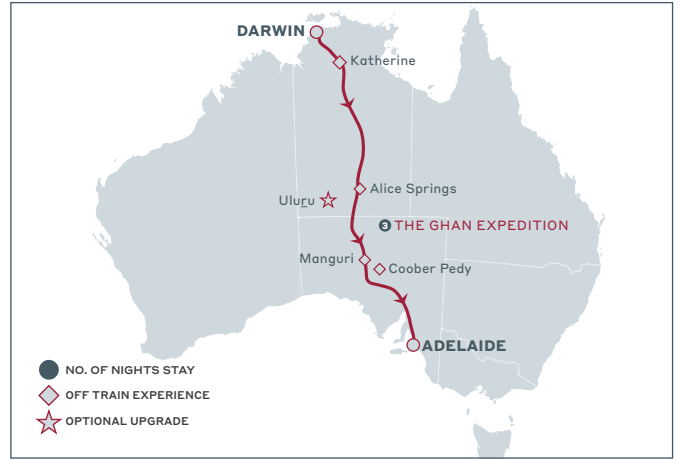 DARWIN
Katherine
Alice Springs
Uluṟu
3 THE GHAN EXPEDITION
Manguri
Coober Pedy
ADELAIDE
NO. OF NIGHTS STAY
OFF TRAIN EXPERIENCE
OPTIONAL UPGRADE